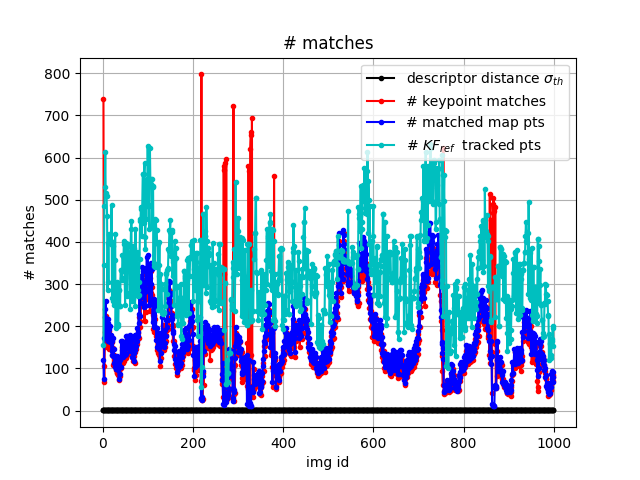 # matches
descriptor distance σth
# keypoint matches
# matched map pts
# KFref tracked pts
# matches
800
700
600
500
400
300
200
100
0
0 200 400 600 800 1000
img id